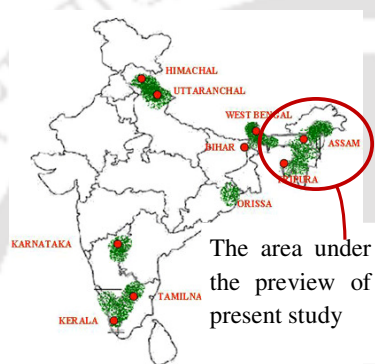 HIMACHAL
UTTARANCHAL
WEST BENGAL
BIHAR
ASSAM
TRIPURA
ORISSA
KARNATAKA
TAMILNA
KERALA
The area under
the preview of
present study